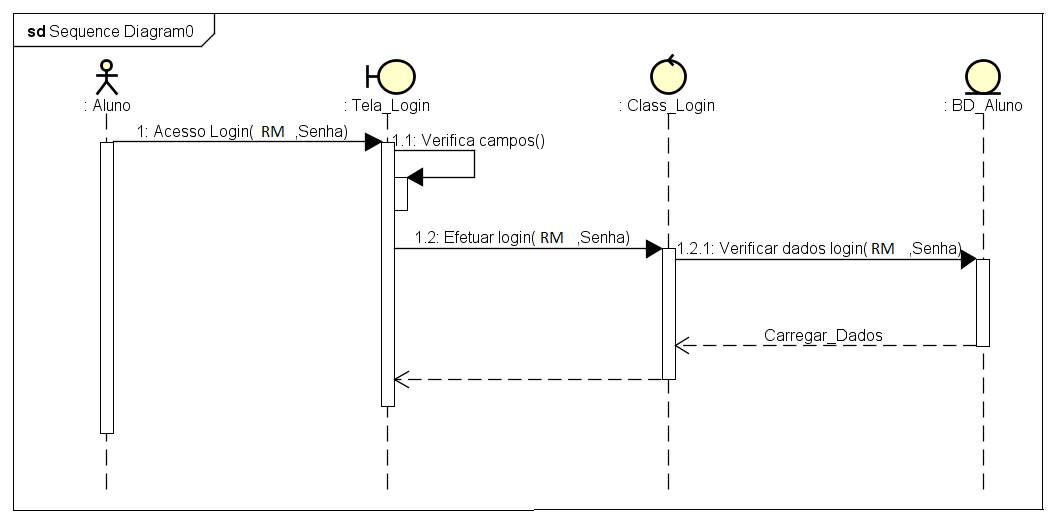 sd Sequence Diagram0
: Aluno
: Tela_Login
: Class_Login
: BD_Aluno
1: Acesso Login( RM ,Senha)
1.1: Verifica campos()
1.2: Efetuar login( RM ,Senha)
1.2.1: Verificar dados login( RM ,Senha)
Carregar_Dados